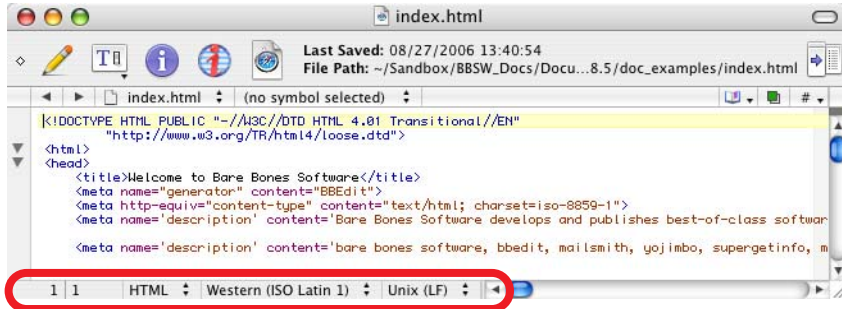 index.html
Last Saved: 08/27/2006 13:40:54
File Path: ~/Sandbox/BBSW_Docs/Docu...8.5/doc_examples/index.html
index.html (no symbol selected) #
<!DOCTYPE HTML PUBLIC "-//W3C//DTD HTML 4.01 Transitional//EN"
"http://www.w3.org/TR/html4/loose.dtd">
<html>
<head>
<title>Welcome to Bare Bones Software</title>
<meta name="generator" content="BBEdit">
<meta http-equiv="content-type" content="text/html; charset=iso-8859-1">
<meta name='description' content='Bare Bones Software develops and publishes best-of-class softwar
<meta name='description' content='bare bones software, bbedit, mailsmith, yojimbo, supergetinfo, m
1 1 HTML Western (ISO Latin 1) Unix (LF)